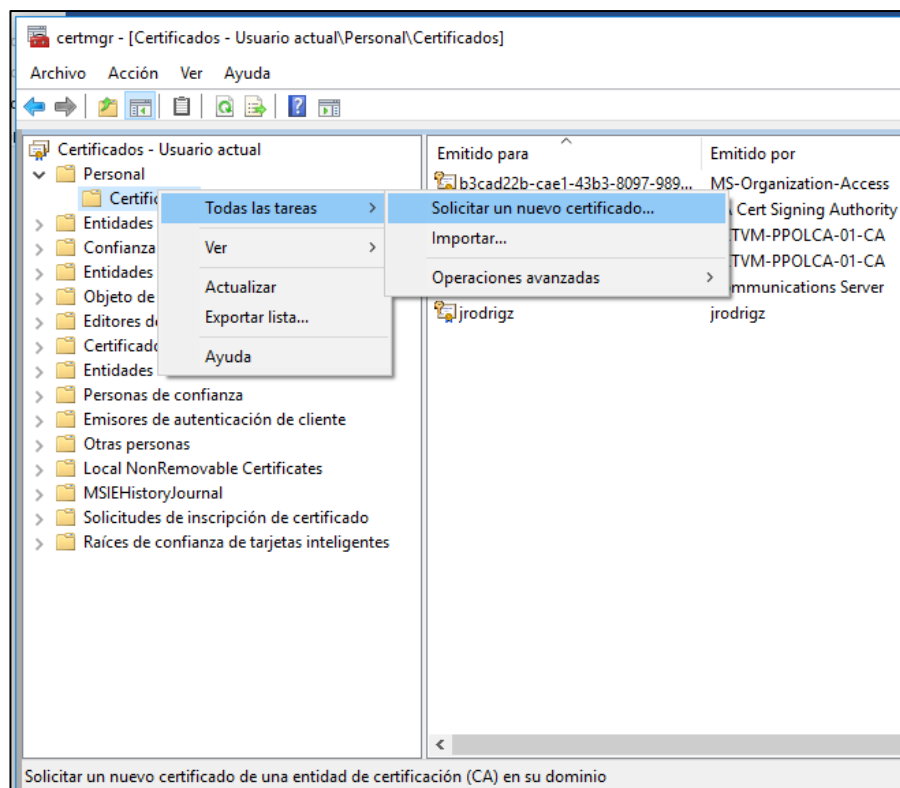 certmgr - [Certificados - Usuario actual\Personal\Certificados]
Archivo Acción Ver Ayuda
Certificados - Usuario actual
Personal
Entidades
Confianza
Entidades
Objeto de
Editores
Entidades
Personas de confianza
Emisores de autenticación de cliente
Otras personas
Local NonRemovable Certificates
MSIEHistoryJournal
Solicitudes de inscripción de certificado
Raíces de confianza de tarjetas inteligentes
Todas las tareas
Ver
Actualizar
Exportar lista...
Ayuda
Solicitar un nuevo certificado...
Importar...
Operaciones avanzadas
Emitido para Emitido por
b3cad22b-cae1-43b3-8097-989... MS-Organization-Access
Cert Signing Authority
TVM-PPOLCA-01-CA
TVM-PPOLCA-01-CA
mmunications Server
jrodrigz jrodrigz
Solicitar un nuevo certificado de una entidad de certificación (CA) en su dominio